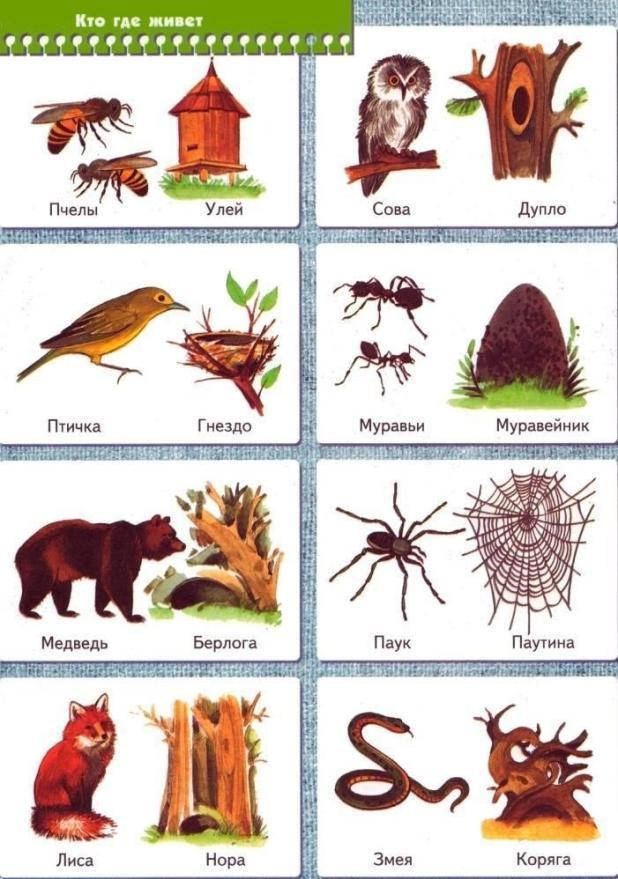 Кто где живет
Пчелы Улей
Сова Дупло
Птичка Гнездо
Муравьи Муравейник
Медведь Берлога
Паук Паутина
Лиса Нора
Змея Коряга